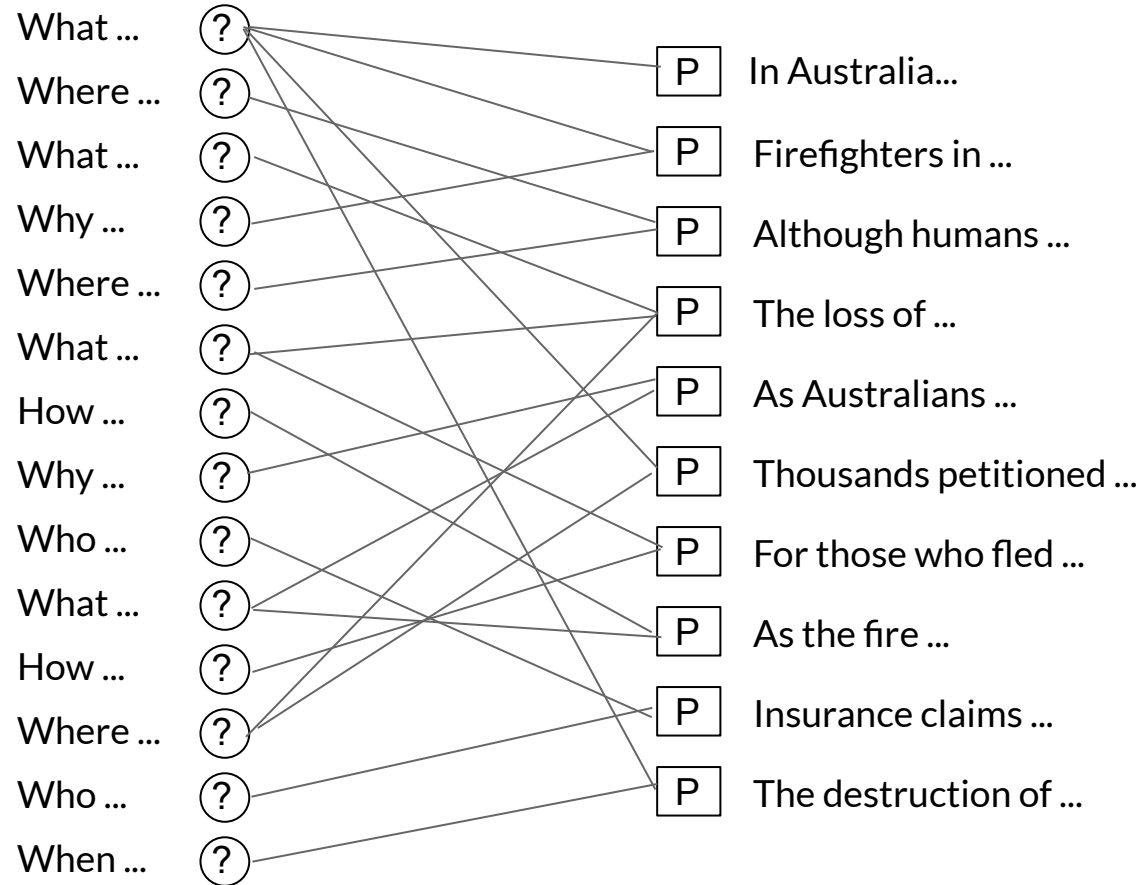 What ... ?
P In Australia...
Where ... ?
What ... ?
P Firefighters in ...
Why ... ?
P Although humans ...
Where ... ?
P The loss of ...
What ... ?
P As Australians ...
How ... ?
Why ... ?
P Thousands petitioned ...
Who ... ?
P For those who fled ...
What ... ?
P As the fire ...
How ... ?
P Insurance claims ...
Where ... ?
Who ... ?
P The destruction of ...
When ... ?